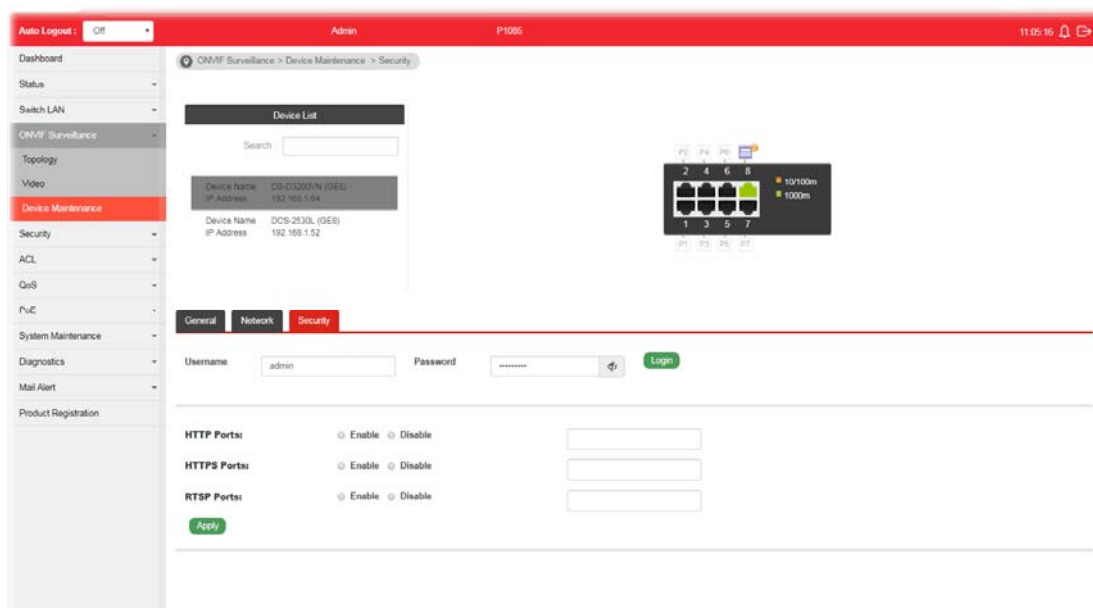 Auto Logout : Off Admin P1085 11:05:16
Dashboard
Status
Switch LAN
ONVIF Surveillance
Topology
Video
Device Maintenance
Security
ACL
QoS
PoE
System Maintenance
Diagnostics
Mail Alert
Product Registration
ONVIF Surveillance > Device Maintenance > Security
Device List
Search :
Device Name
IP Address 192.168.1.64
Device Name DCS-2530L (GE8)
IP Address 192.168.1.52
P2 P4 P6
2 4 6 8
10/100m
1000m
1 3 5 7
P1 P3 P5 P7
General Network Security
Username admin Password ••••••••• Login
HTTP Ports: Enable Disable
HTTPS Ports: Enable Disable
RTSP Ports: Enable Disable
Apply